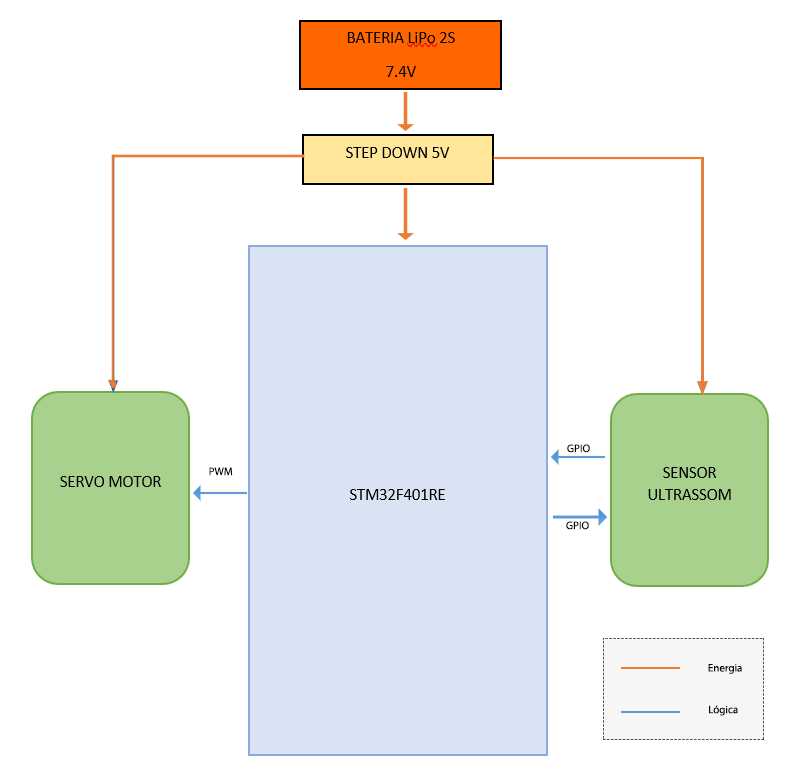 BATERIA LiPo 2S
7.4V
STEP DOWN 5V
SERVO MOTOR
PWM
STM32F401RE
GPIO
GPIO
SENSOR
ULTRASSOM
Energia
Lógica